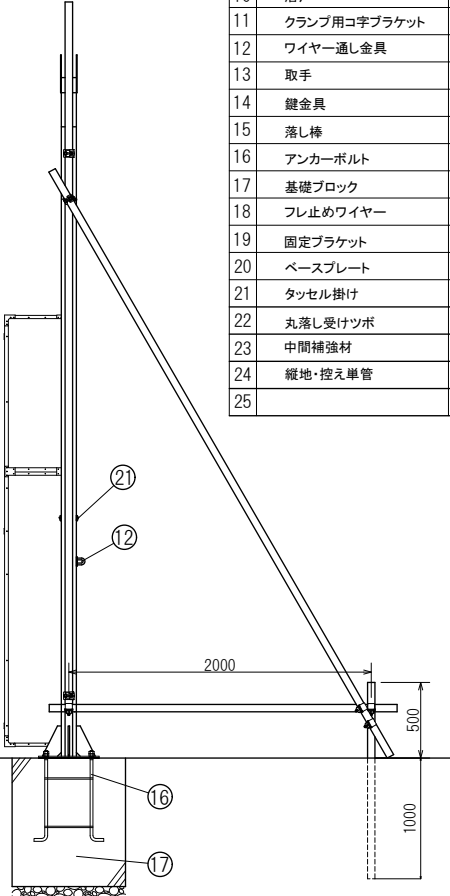 11 クランプ用コ字ブラケット
12 ワイヤー通し金具
13 取手
14 鍵金具
15 落し棒
16 アンカーボルト
17 基礎ブロック
18 フレ止めワイヤー
19 固定ブラケット
20 ベースプレート
21 タッセル掛け
22 丸落し受けツボ
23 中間補強材
24 縦地・控え単管
25
21
12
2000
500
16
1000
17